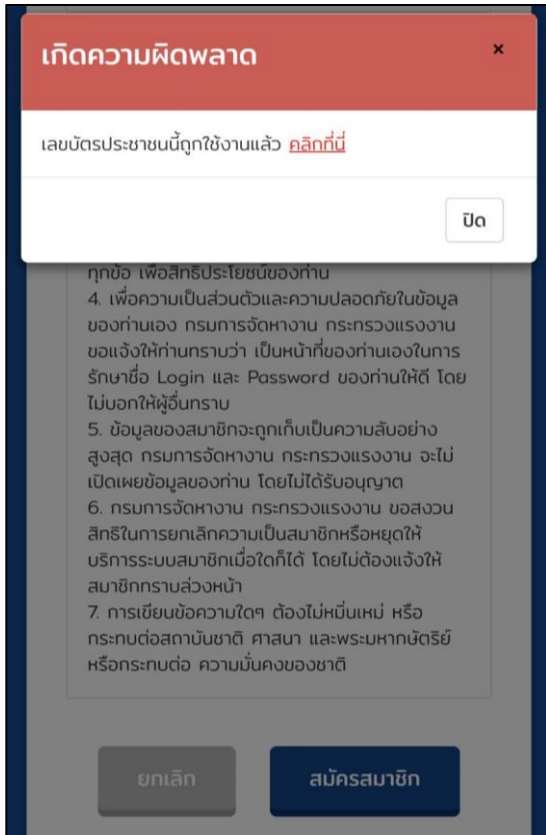 เกิดความผิดพลาด ×
เลขบัตรประชาชนนี้ถูกใช้งานแล้ว คลิกที่นี่
ปิด
ทุกข้อ เพื่อสิทธิประโยชน์ของท่าน
4. เพื่อความเป็นส่วนตัวและความปลอดภัยในข้อมูล
ของท่านเอง กรมการจัดหางาน กระทรวงแรงงาน
ขอแจ้งให้ท่านทราบว่า เป็นหน้าที่ของท่านเองในการ
รักษาชื่อ Login และ Password ของท่านให้ดี โดย
ไม่บอกให้ผู้อื่นทราบ
5. ข้อมูลของสมาชิกจะถูกเก็บเป็นความลับอย่าง
สูงสุด กรมการจัดหางาน กระทรวงแรงงาน จะไม่
เปิดเผยข้อมูลของท่าน โดยไม่ได้รับอนุญาต
6. กรมการจัดหางาน กระทรวงแรงงาน ขอสงวน
สิทธิในการยกเลิกความเป็นสมาชิกหรือหยุดให้
บริการระบบสมาชิกเมื่อใดก็ได้ โดยไม่ต้องแจ้งให้
สมาชิกทราบล่วงหน้า
7. การเขียนข้อความใดๆ ต้องไม่หมิ่นเหม่ หรือ
กระทบต่อสถาบันชาติ ศาสนา และพระมหากษัตริย์
หรือกระทบต่อ ความมั่นคงของชาติ
ยกเลิก สมัครสมาชิก